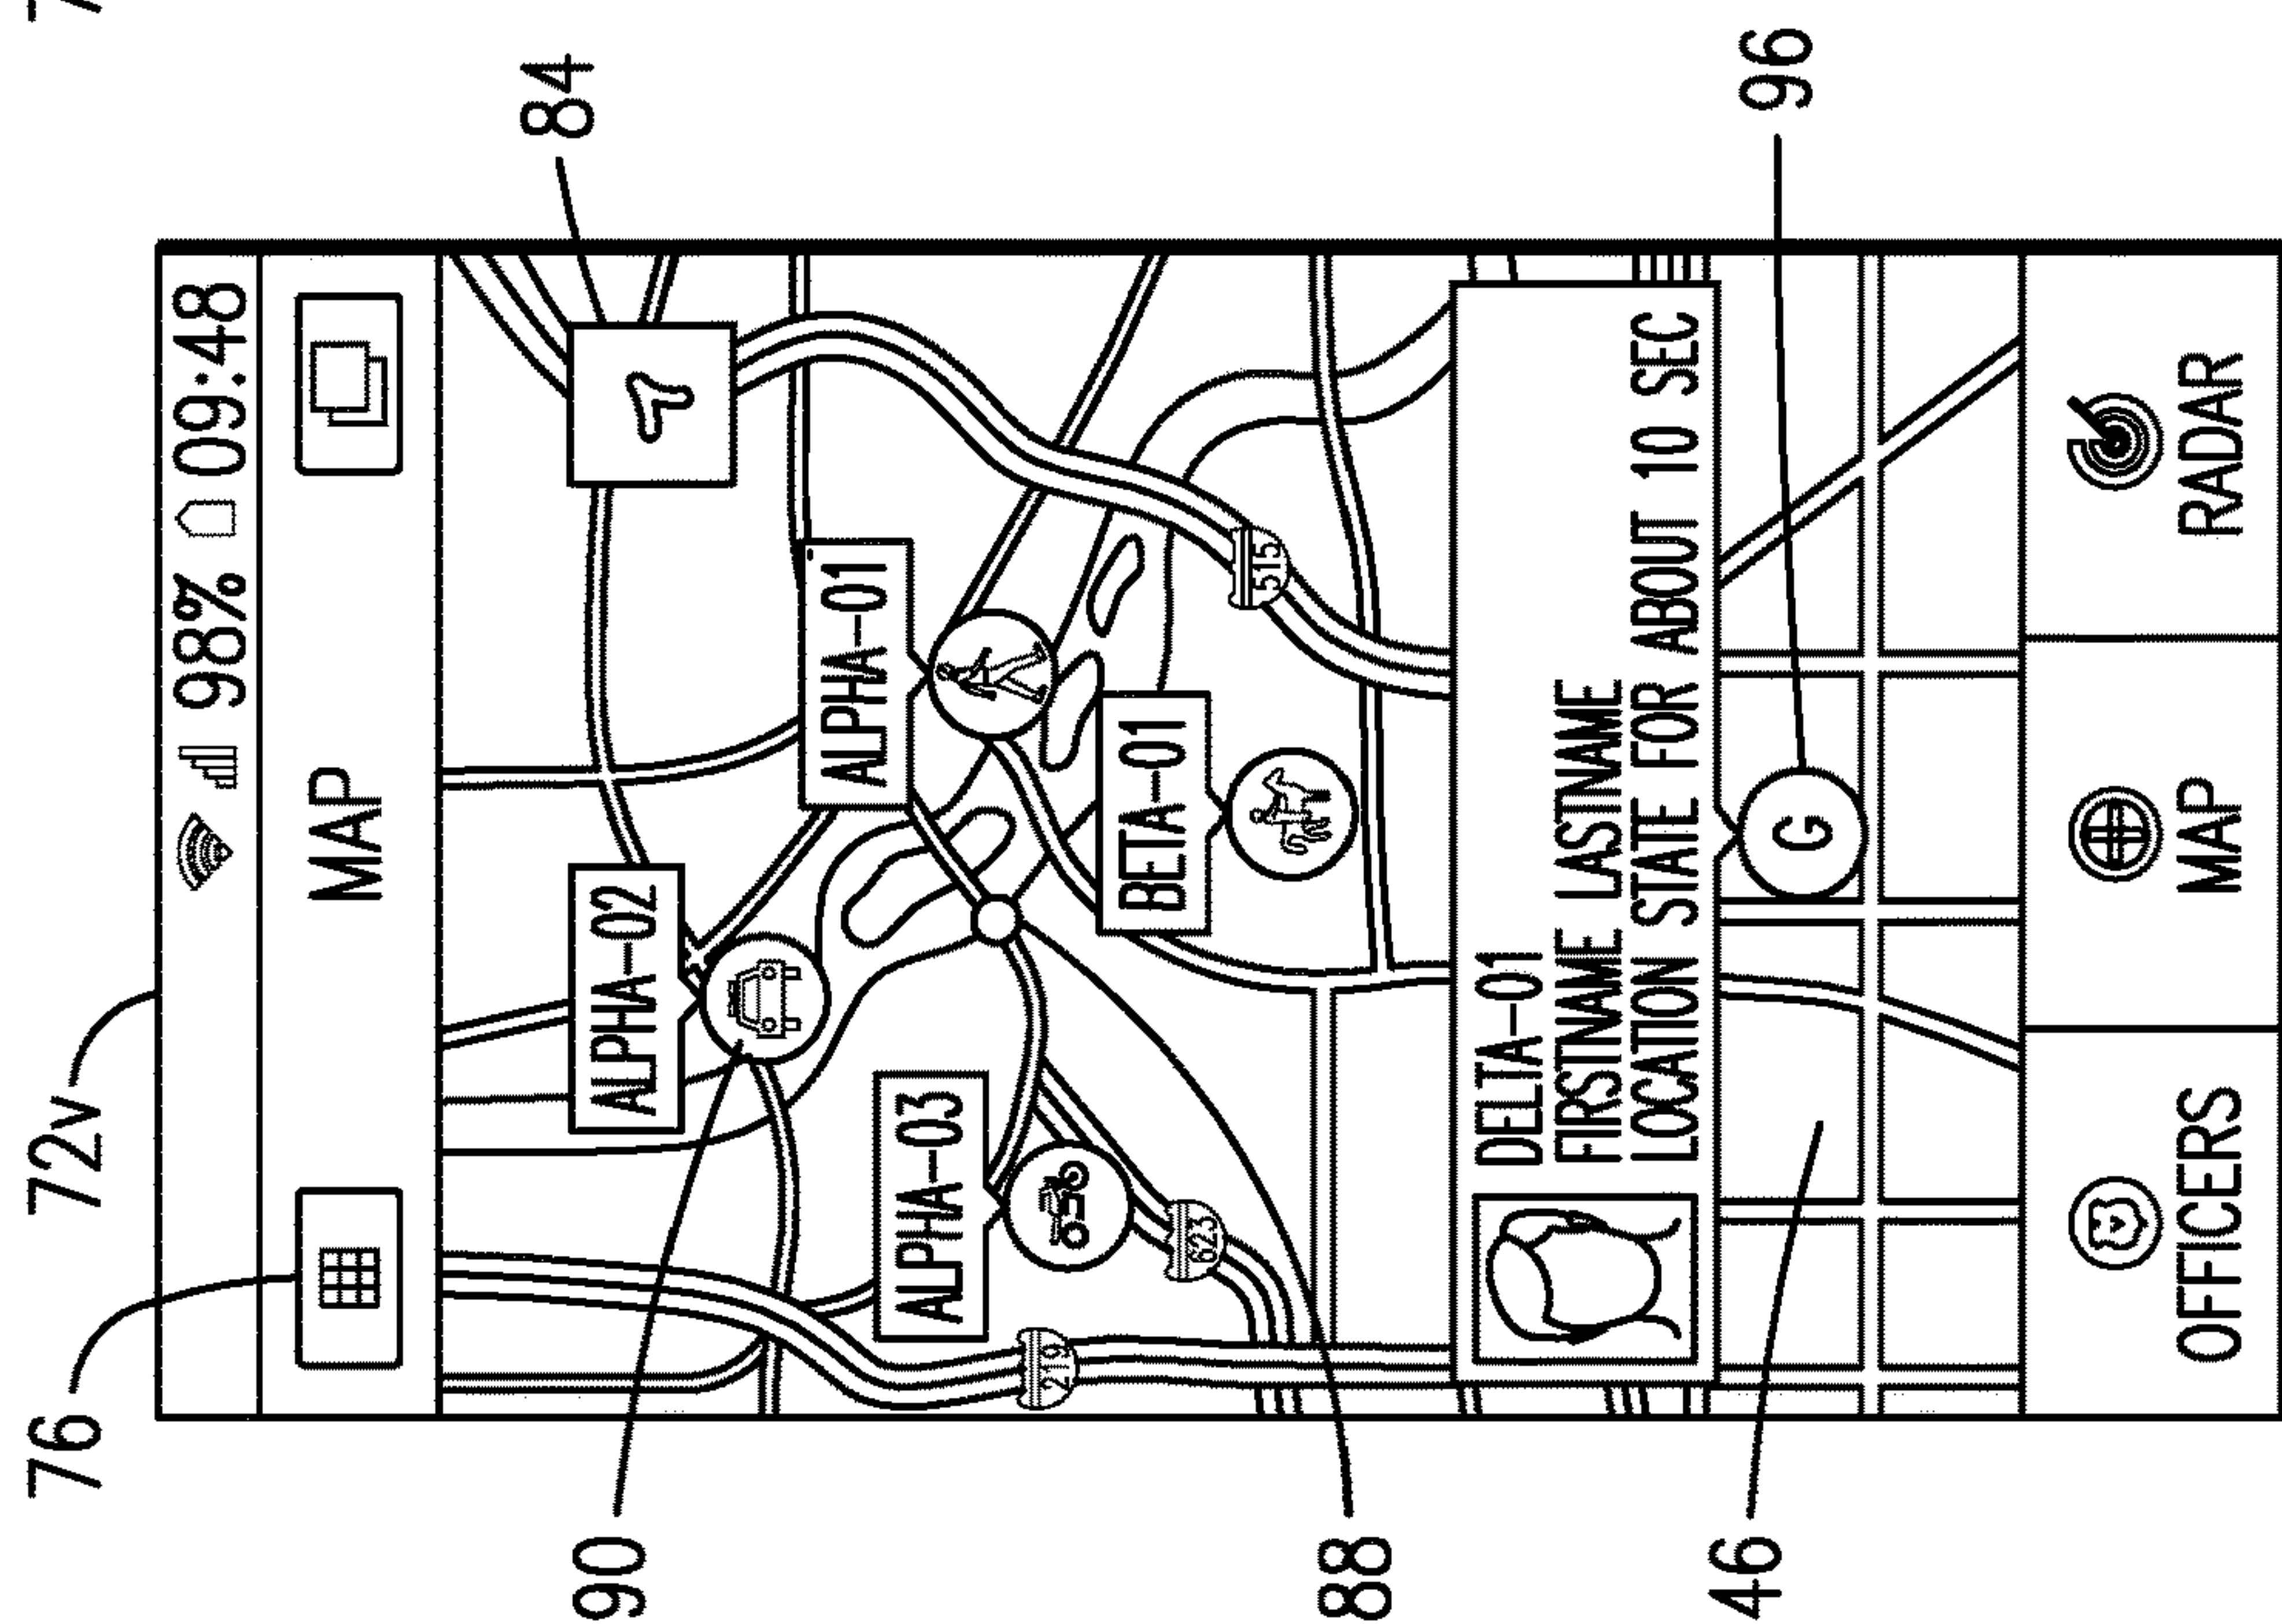 72v
76
84
98% 09:48
MAP
ALPHA-02
ALPHA-01
ALPHA-03
BETA-01
90
515
623
219
88
DELTA-01
FIRSTNAME LASTNAME
LOCATION STATE FOR ABOUT 10 SEC
G
96
46
OFFICERS
MAP
RADAR